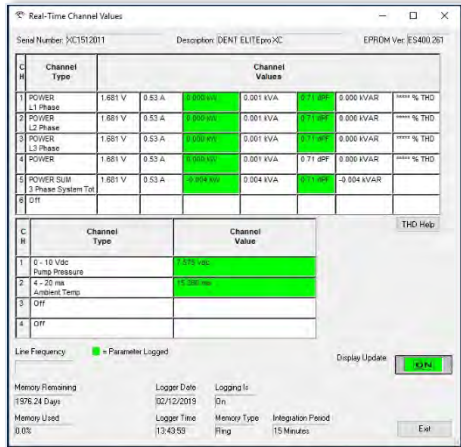 Real-Time Channel Values
Serial Number: XC1512011 Description: DENT ELITEpro XC EPROM Ver: ES400.261
CH Channel Type Channel Values
1 POWER L1 Phase 1.681 V 0.53 A 0.000 kW 0.001 kVA 0.71 dPF 0.000 kVAR ***** % THD
2 POWER L2 Phase 1.681 V 0.53 A 0.000 kW 0.001 kVA 0.71 dPF 0.000 kVAR ***** % THD
3 POWER L3 Phase 1.681 V 0.53 A 0.000 kW 0.001 kVA 0.71 dPF 0.000 kVAR ***** % THD
4 POWER 1.681 V 0.53 A 0.000 kW 0.001 kVA 0.71 dPF 0.000 kVAR ***** % THD
5 POWER SUM 3 Phase System Tot 1.681 V 0.53 A -0.004 kW 0.004 kVA 0.71 dPF -0.004 kVAR
6 Off
THD Help
CH Channel Type Channel Value
1 0 - 10 Vdc Pump Pressure 7.575 Vdc
2 4 - 20 ma Ambient Temp ma
3 Off
4 Off
Line Frequency = Parameter Logged
Display Update ON
Memory Remaining Logger Date Logging Is
1976.24 Days 02/12/2019 On
Memory Used Logger Time Memory Type Integration Period
0.0% 13:43:59 Ring 15 Minutes
Exit